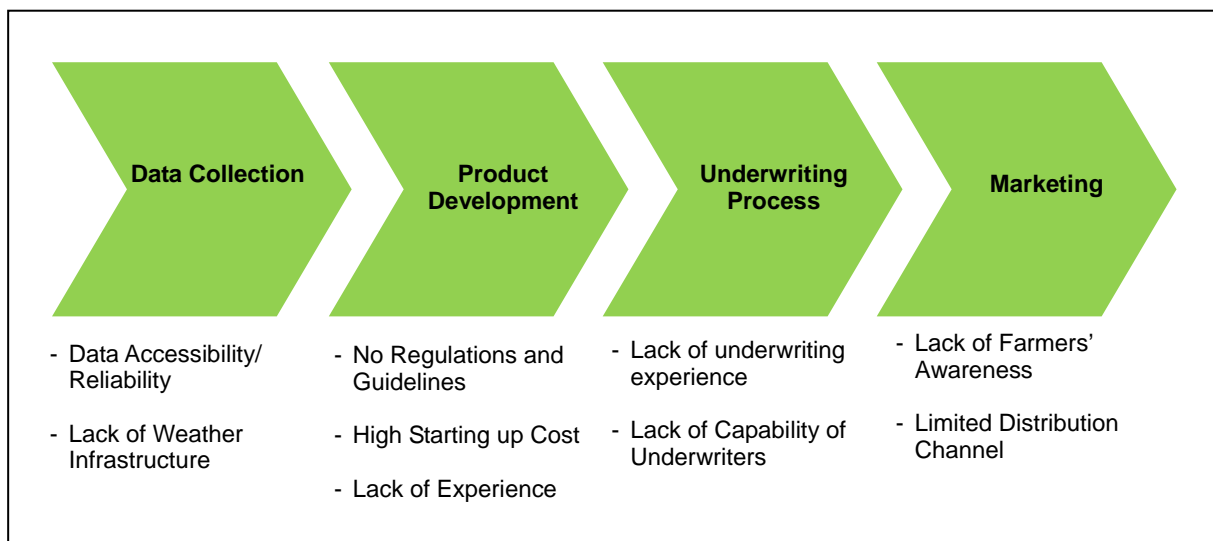 Data Collection
Product
Development
Underwriting
Process
Marketing
- Data Accessibility/
Reliability
- Lack of Weather
Infrastructure
- No Regulations and
Guidelines
- High Starting up Cost
- Lack of Experience
- Lack of underwriting
experience
- Lack of Capability of
Underwriters
- Lack of Farmers’
Awareness
- Limited Distribution
Channel